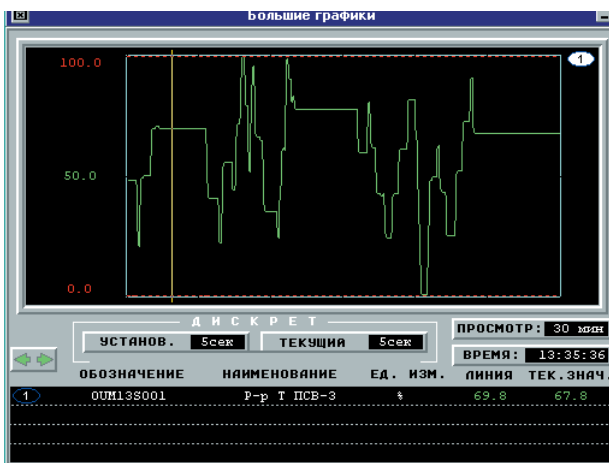 Большие графики
100.0
1
50.0
0.0
ДИСКРЕТ
УСТАНОВ. 5сек ТЕКУЩИЙ 5сек
ПРОСМОТР: 30 мин
ВРЕМЯ: 13:35:36
ОБОЗНАЧЕНИЕ НАИМЕНОВАНИЕ ЕД. ИЗМ. ЛИНИЯ ТЕК.ЗНАЧ.
1 0UM13S001 Р-р Т ПСВ-3 % 69.8 67.8